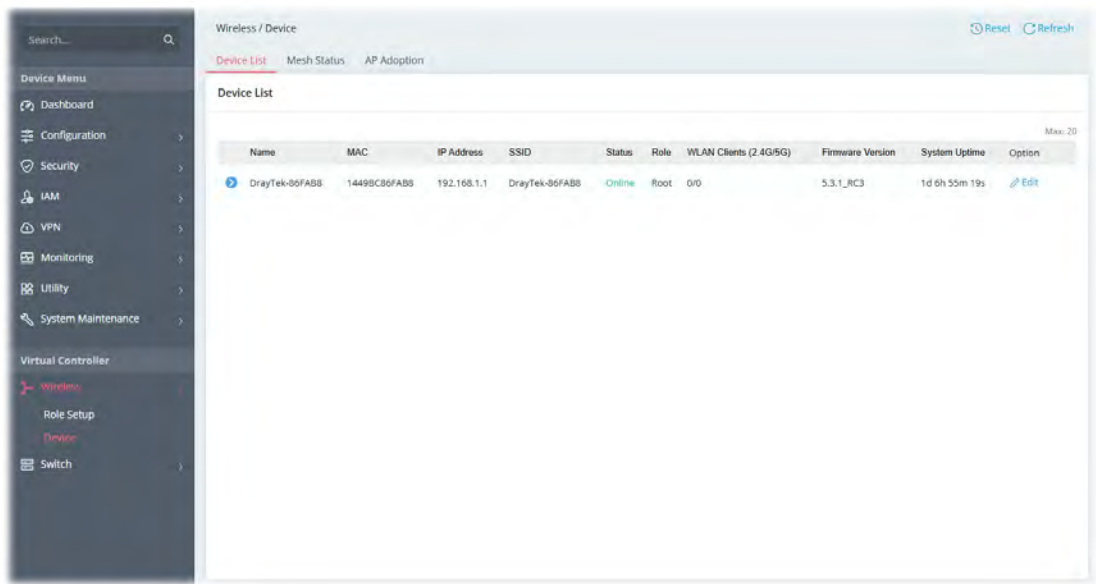 Search...
Device Menu
Dashboard
Configuration
Security
IAM
VPN
Monitoring
Utility
System Maintenance
Virtual Controller
Wireless
Role Setup
Device
Switch
Wireless / Device
Reset Refresh
Device List Mesh Status AP Adoption
Device List
Max: 20
Name MAC IP Address SSID Status Role WLAN Clients (2.4G/5G) Firmware Version System Uptime Option
DrayTek-86FAB8 1449BC86FAB8 192.168.1.1 DrayTek-86FAB8 Online Root 0/0 5.3.1_RC3 1d 6h 55m 19s Edit